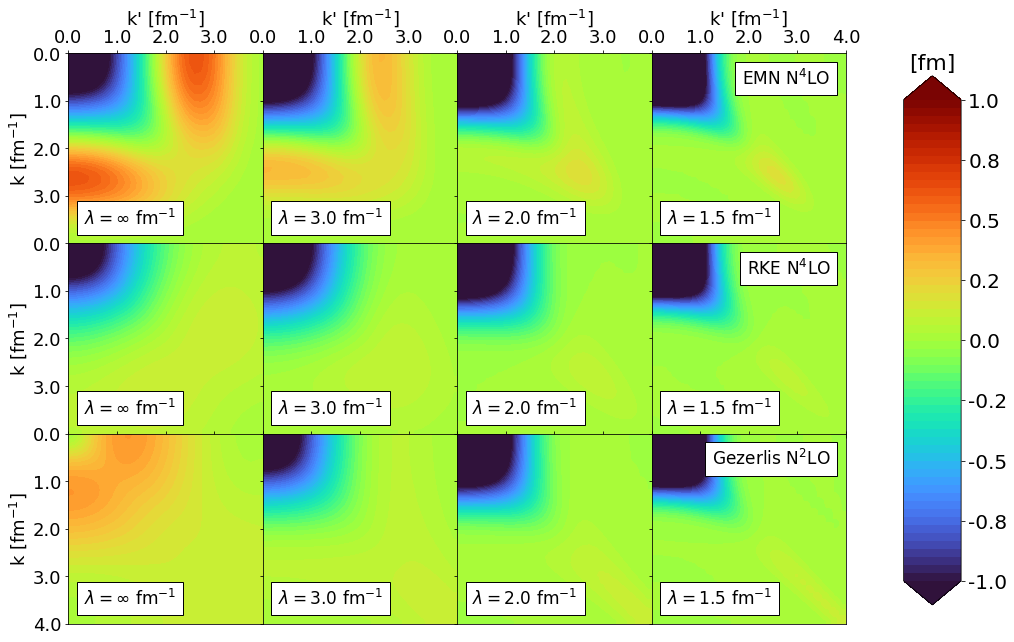 k' [fm⁻¹] k' [fm⁻¹] k' [fm⁻¹] k' [fm⁻¹]
0.0 1.0 2.0 3.0 0.0 1.0 2.0 3.0 0.0 1.0 2.0 3.0 0.0 1.0 2.0 3.0 4.0
[fm]
0.0
EMN N⁴LO
1.0
2.0
3.0
k [fm⁻¹]
λ = ∞ fm⁻¹ λ = 3.0 fm⁻¹ λ = 2.0 fm⁻¹ λ = 1.5 fm⁻¹
0.0
RKE N⁴LO
1.0
2.0
3.0
k [fm⁻¹]
λ = ∞ fm⁻¹ λ = 3.0 fm⁻¹ λ = 2.0 fm⁻¹ λ = 1.5 fm⁻¹
0.0
Gezerlis N²LO
1.0
2.0
3.0
4.0
k [fm⁻¹]
λ = ∞ fm⁻¹ λ = 3.0 fm⁻¹ λ = 2.0 fm⁻¹ λ = 1.5 fm⁻¹
1.0
0.8
0.5
0.2
0.0
-0.2
-0.5
-0.8
-1.0